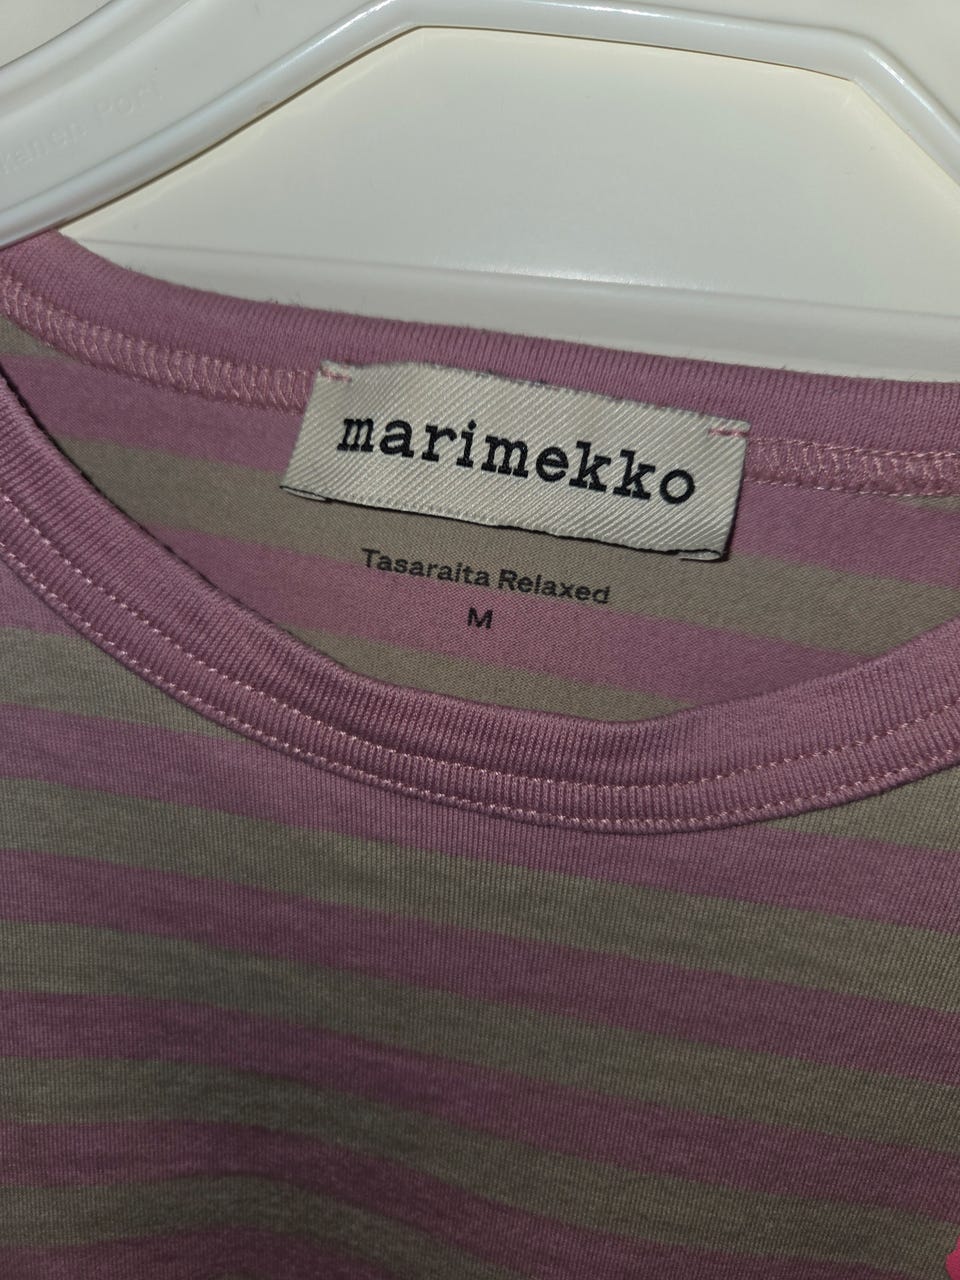 marimekko
Tasaraita Relaxed
M